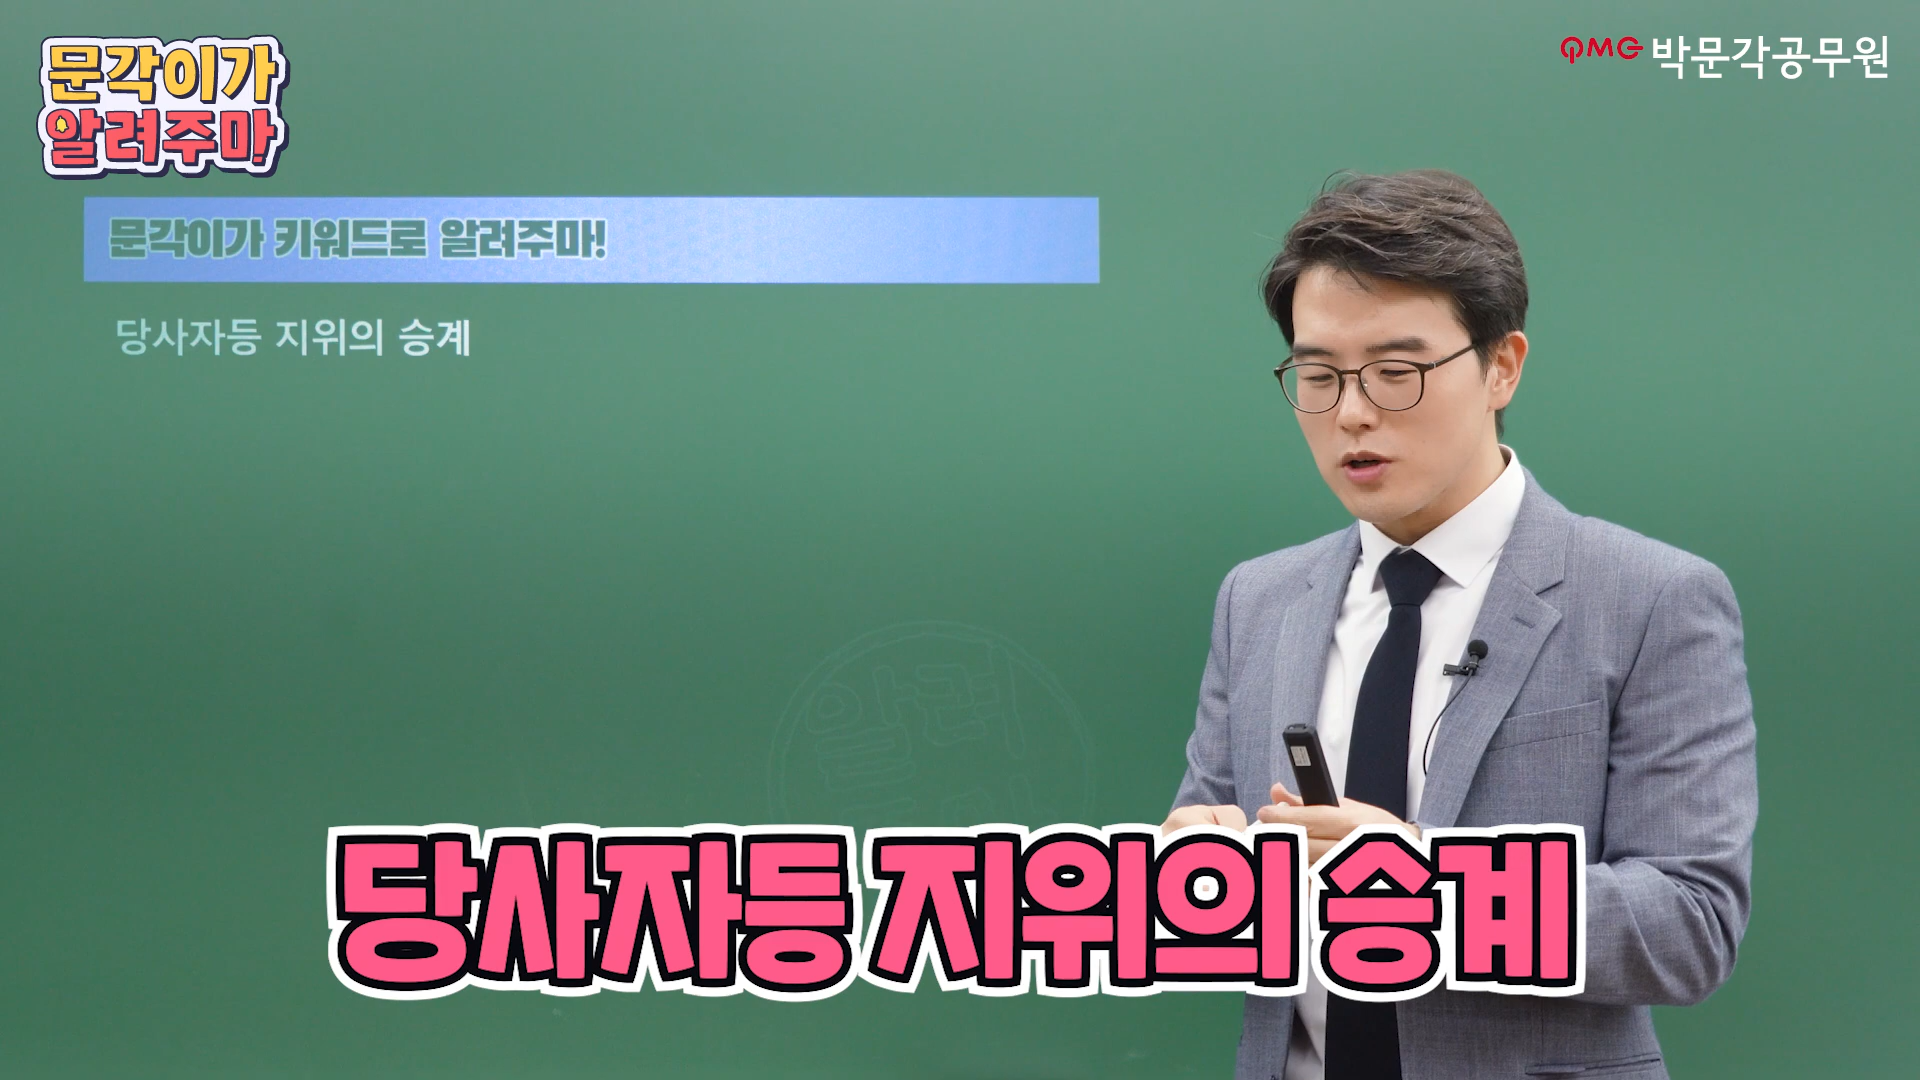 문각이가
알려주마
PMG 박문각공무원
문각이가 키워드로 알려주마!
당사자등 지위의 승계
당사자등 지위의 승계